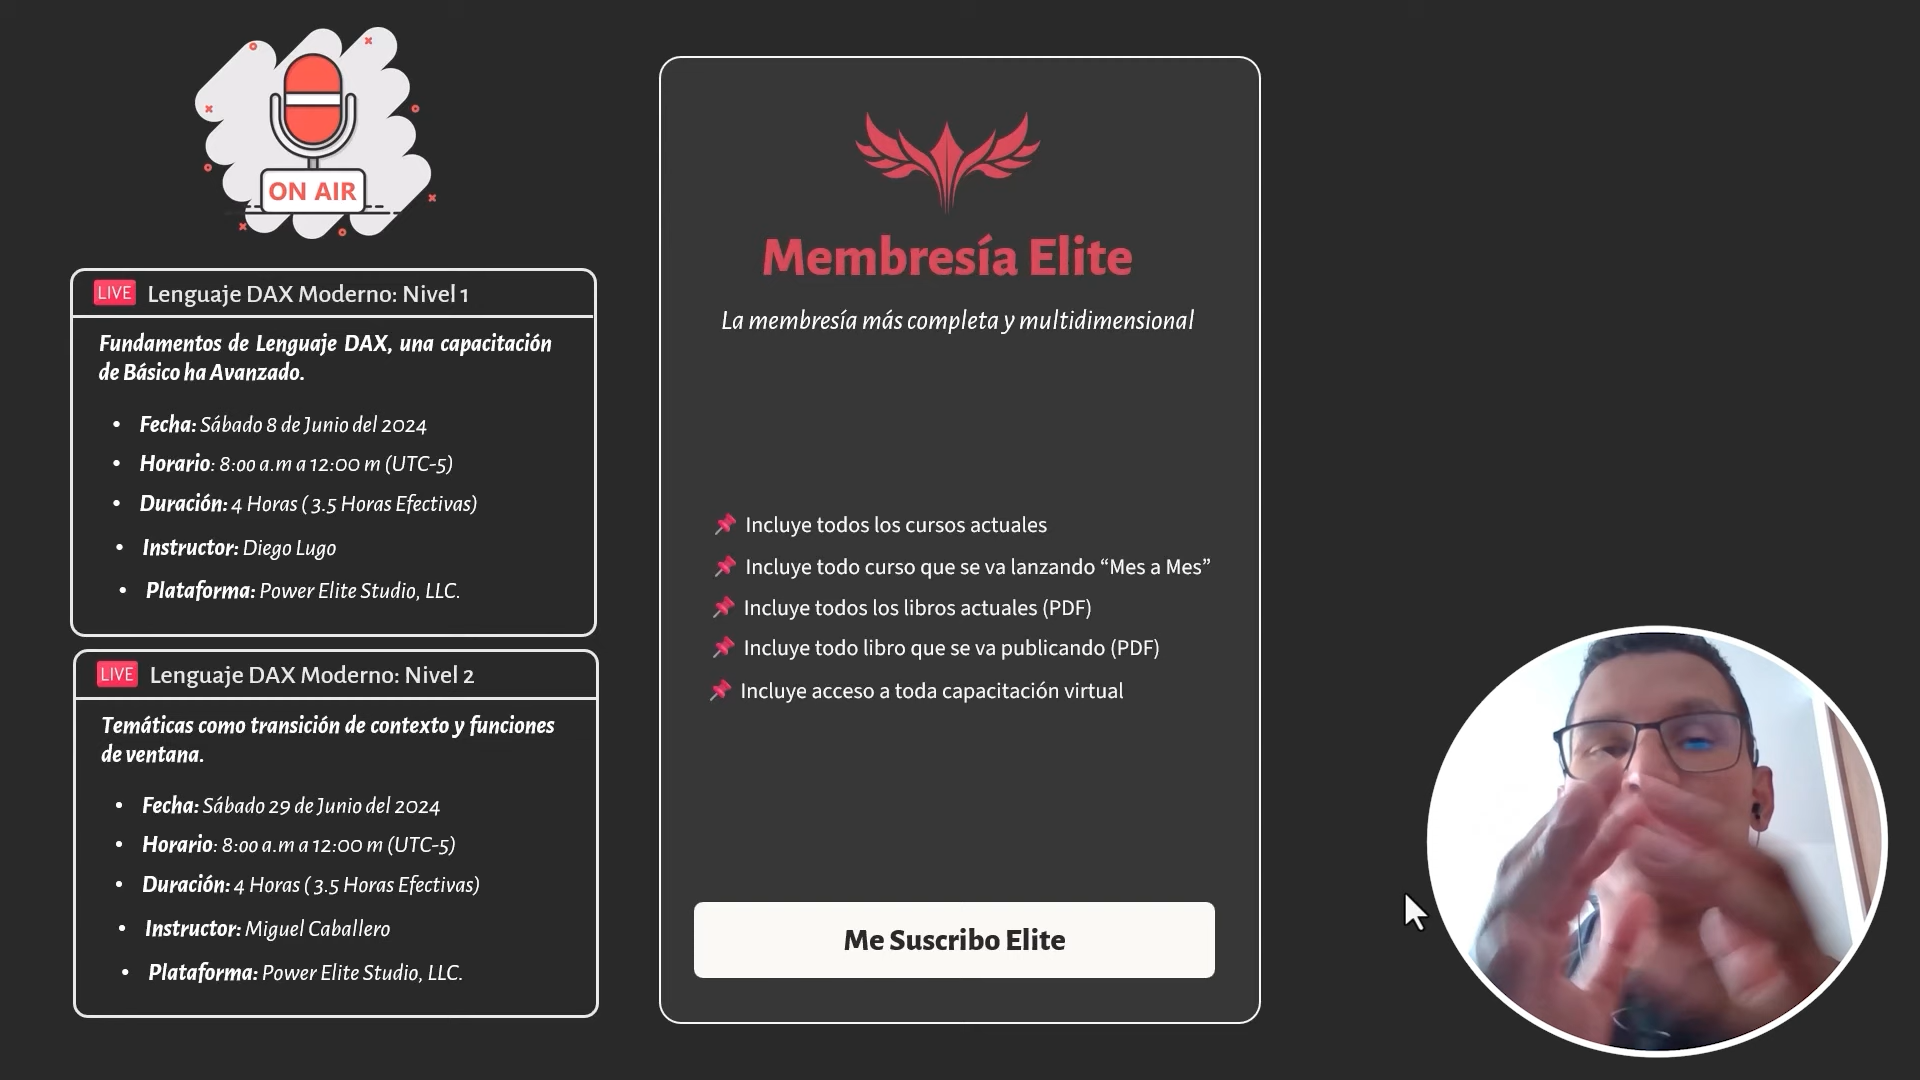 ON AIR
LIVE Lenguaje DAX Moderno: Nivel 1
Fundamentos de Lenguaje DAX, una capacitación
de Básico ha Avanzado.
• Fecha: Sábado 8 de Junio del 2024
• Horario: 8:00 a.m a 12:00 m (UTC-5)
• Duración: 4 Horas ( 3.5 Horas Efectivas)
• Instructor: Diego Lugo
• Plataforma: Power Elite Studio, LLC.
LIVE Lenguaje DAX Moderno: Nivel 2
Temáticas como transición de contexto y funciones
de ventana.
• Fecha: Sábado 29 de Junio del 2024
• Horario: 8:00 a.m a 12:00 m (UTC-5)
• Duración: 4 Horas ( 3.5 Horas Efectivas)
• Instructor: Miguel Caballero
• Plataforma: Power Elite Studio, LLC.
Membresía Elite
La membresía más completa y multidimensional
Incluye todos los cursos actuales
Incluye todo curso que se va lanzando “Mes a Mes”
Incluye todos los libros actuales (PDF)
Incluye todo libro que se va publicando (PDF)
Incluye acceso a toda capacitación virtual
Me Suscribo Elite